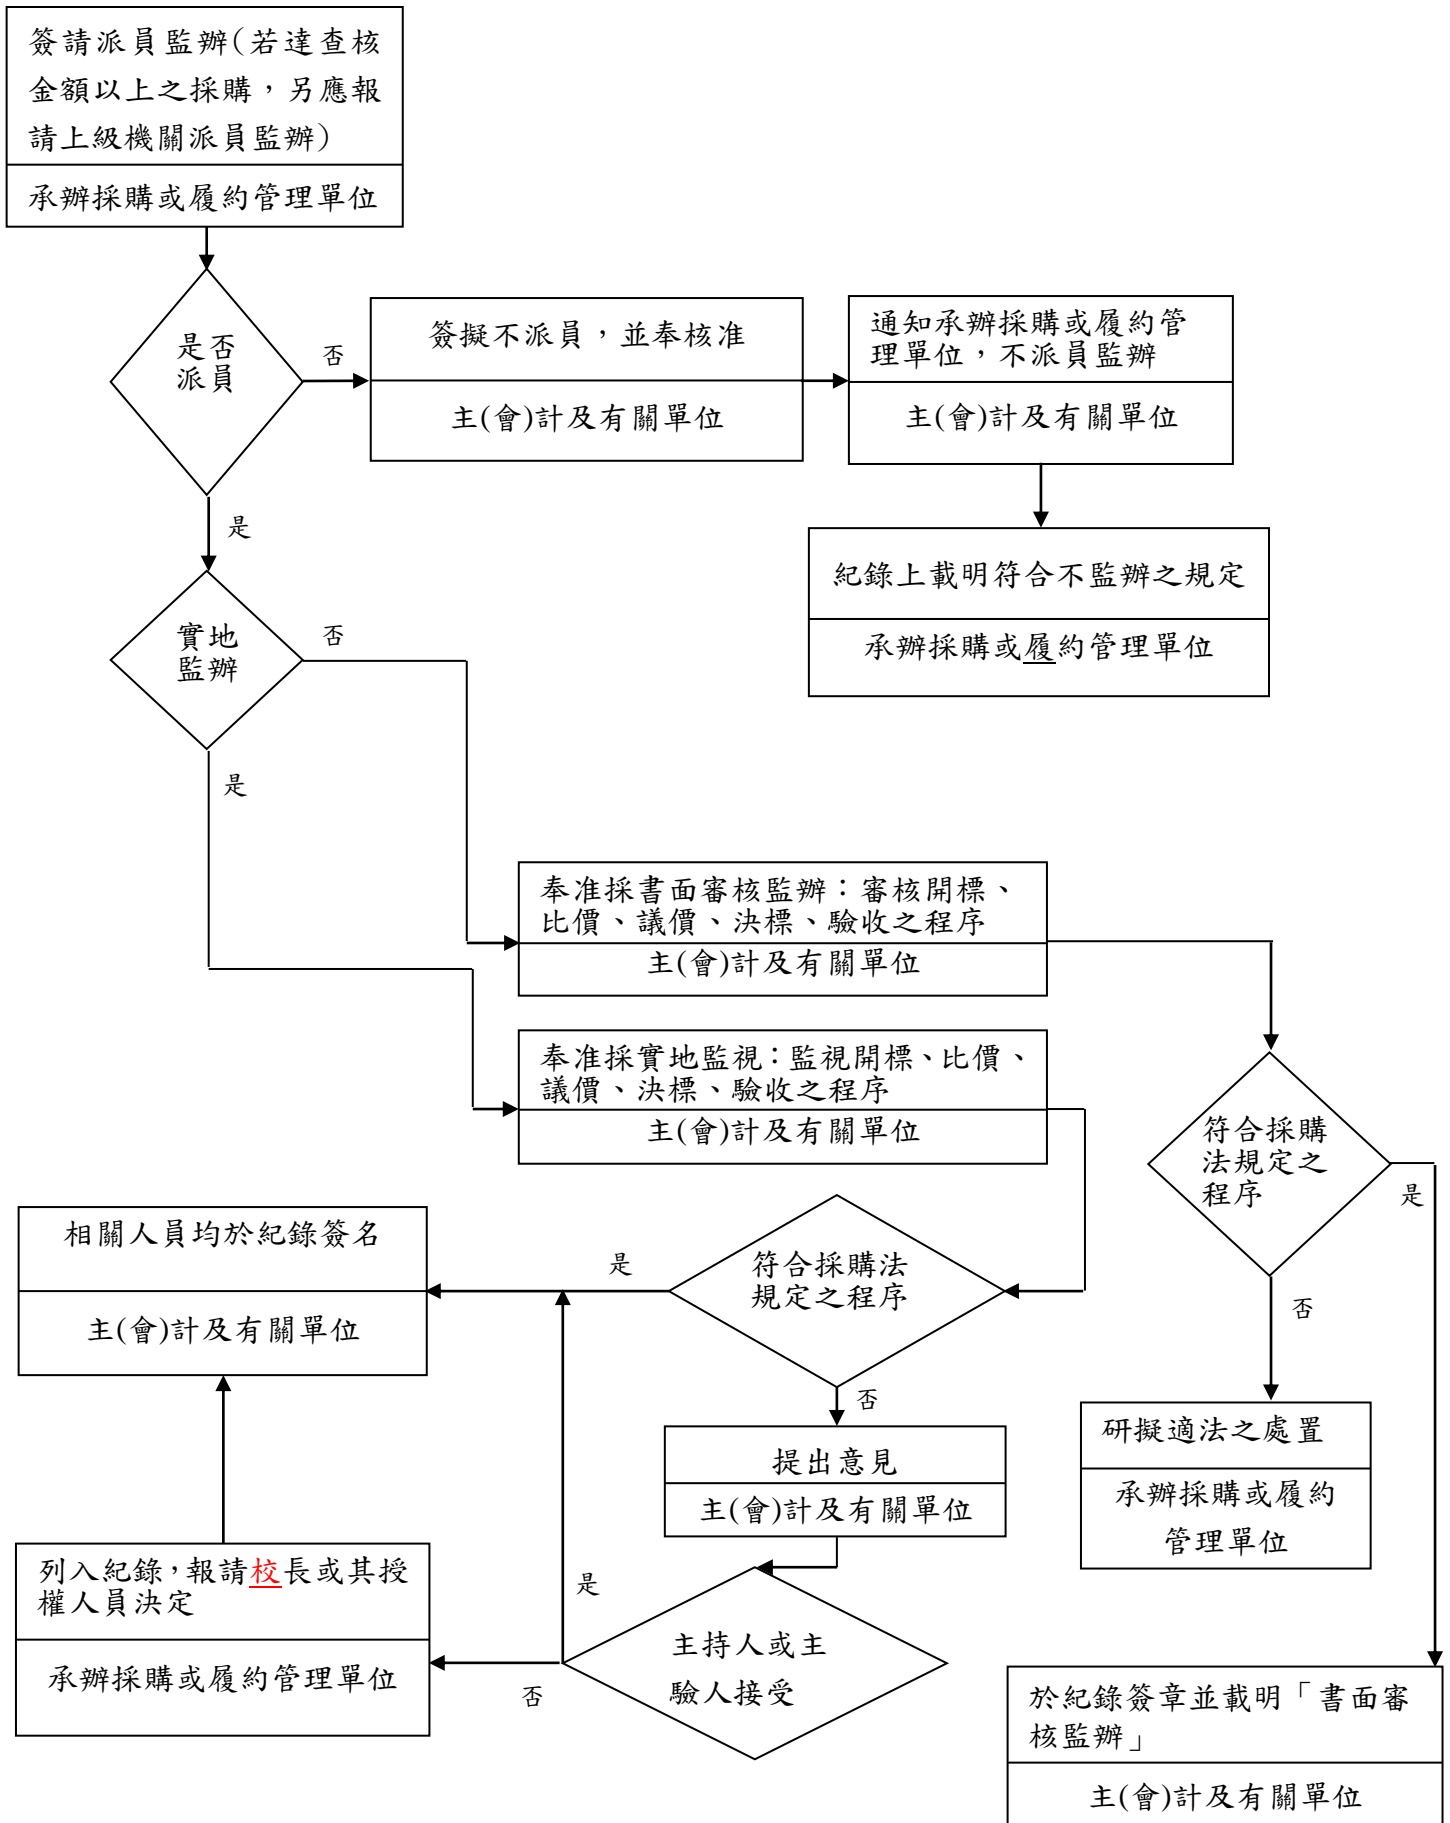 簽請派員監辦(若達查核
金額以上之採購，另應報
請上級機關派員監辦)
承辦採購或履約管理單位
是否
派員
否
簽擬不派員，並奉核准
主(會)計及有關單位
通知承辦採購或履約管
理單位，不派員監辦
主(會)計及有關單位
是
紀錄上載明符合不監辦之規定
承辦採購或履約管理單位
實地
監辦
否
是
奉准採書面審核監辦：審核開標、
比價、議價、決標、驗收之程序
主(會)計及有關單位
奉准採實地監視：監視開標、比價、
議價、決標、驗收之程序
主(會)計及有關單位
符合採購
法規定之
程序
是
否
相關人員均於紀錄簽名
主(會)計及有關單位
是
符合採購法
規定之程序
否
提出意見
主(會)計及有關單位
研擬適法之處置
承辦採購或履約
管理單位
列入紀錄，報請校長或其授
權人員決定
承辦採購或履約管理單位
是
否
主持人或主
驗人接受
於紀錄簽章並載明「書面審
核監辦」
主(會)計及有關單位